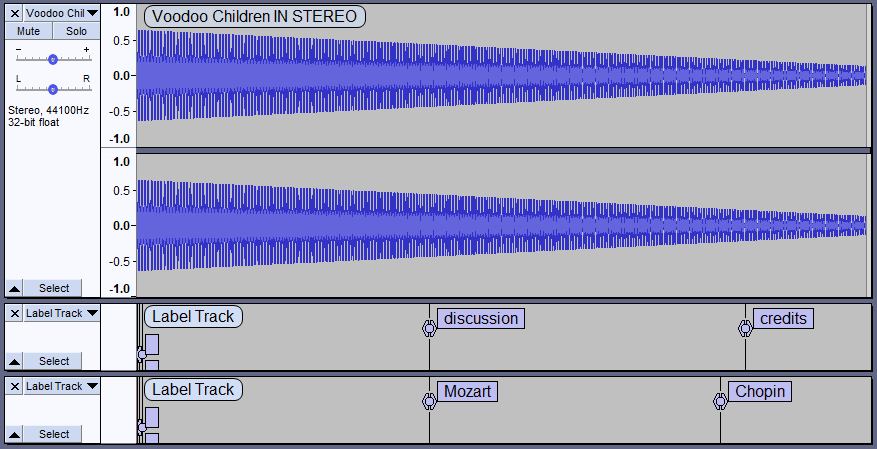 Voodoo Chil
Mute Solo
- +
L R
Stereo, 44100Hz
32-bit float
Select
1.0
0.5
0.0
-0.5
-1.0
1.0
0.5
0.0
-0.5
-1.0
Voodoo Children IN STEREO
Label Track
Select
Label Track
discussion
credits
Label Track
Select
Label Track
Mozart
Chopin